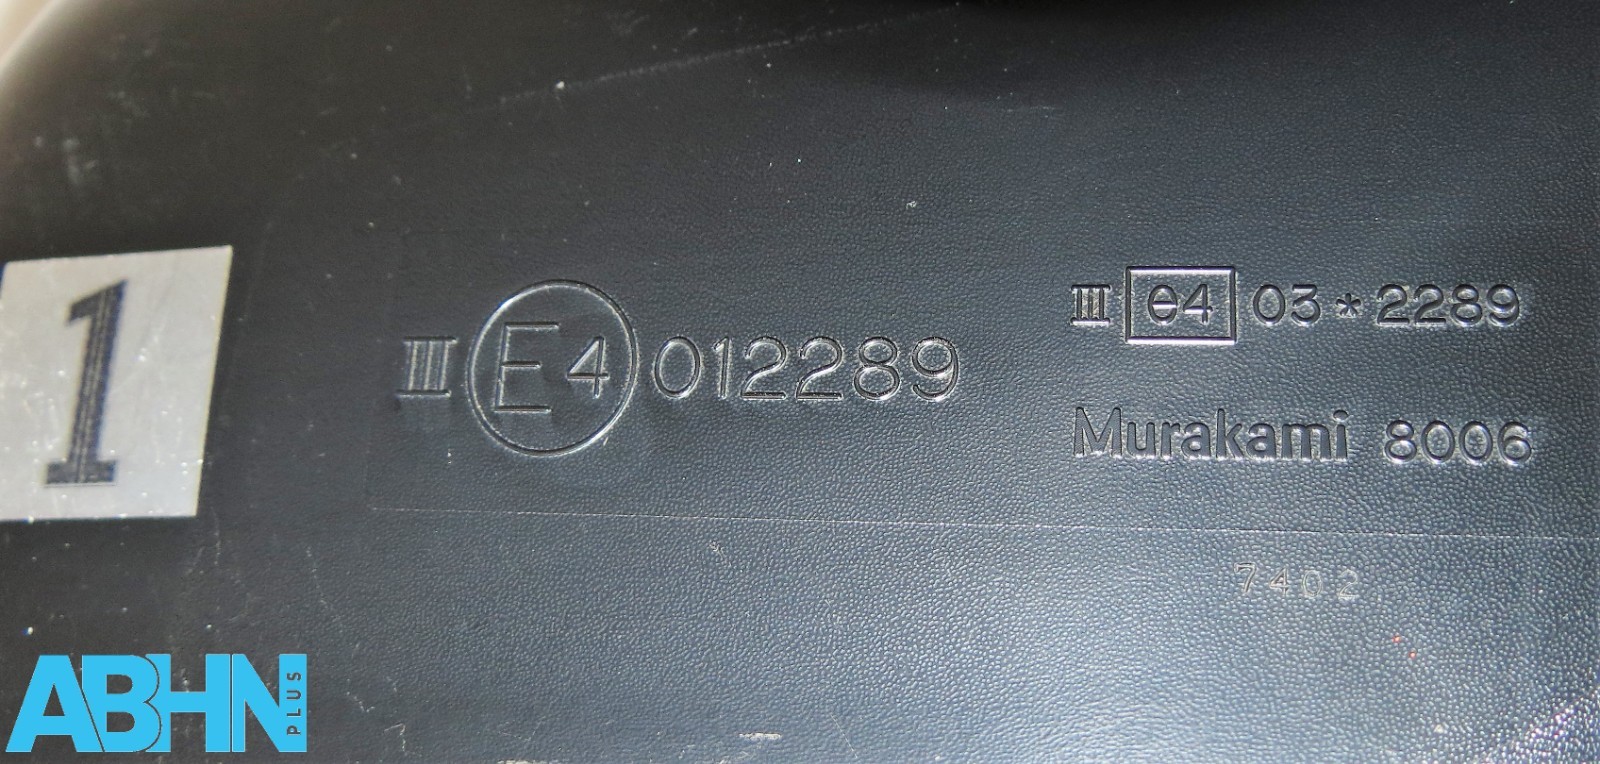 1
III E4 012289
III e4 03*2289
Murakami 8006
7402
ABHN PLUS